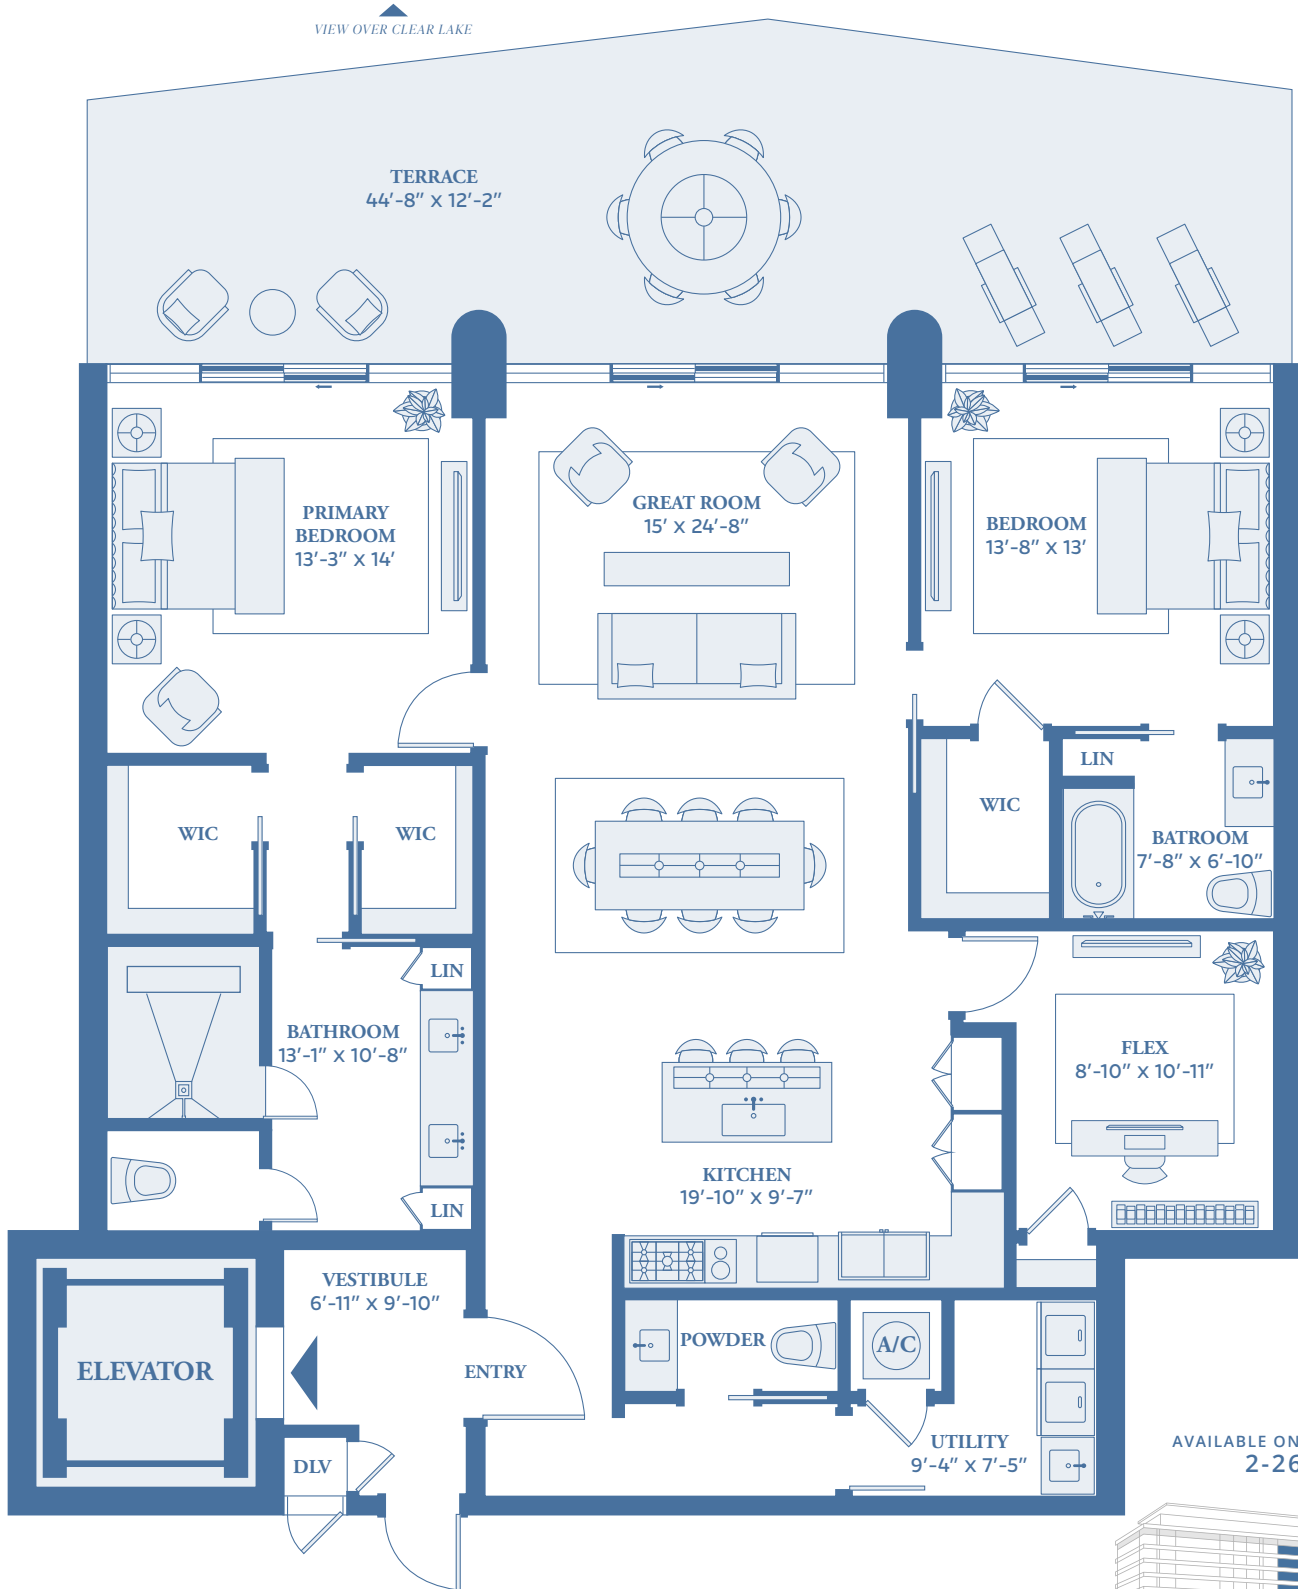 VIEW OVER CLEAR LAKE
TERRACE
44'-8" X 12'-2"
PRIMARY
BEDROOM
13'-3" X 14'
GREAT ROOM
15' X 24'-8"
BEDROOM
13'-8" X 13'
WIC
WIC
WIC
LIN
BATROOM
7'-8" X 6'-10"
LIN
BATHROOM
13'-1" X 10'-8"
FLEX
8'-10" X 10'-11"
KITCHEN
19'-10" X 9'-7"
LIN
VESTIBULE
6'-11" X 9'-10"
POWDER
A/C
ELEVATOR
ENTRY
UTILITY
9'-4" X 7'-5"
DLV
AVAILABLE ON
2-26